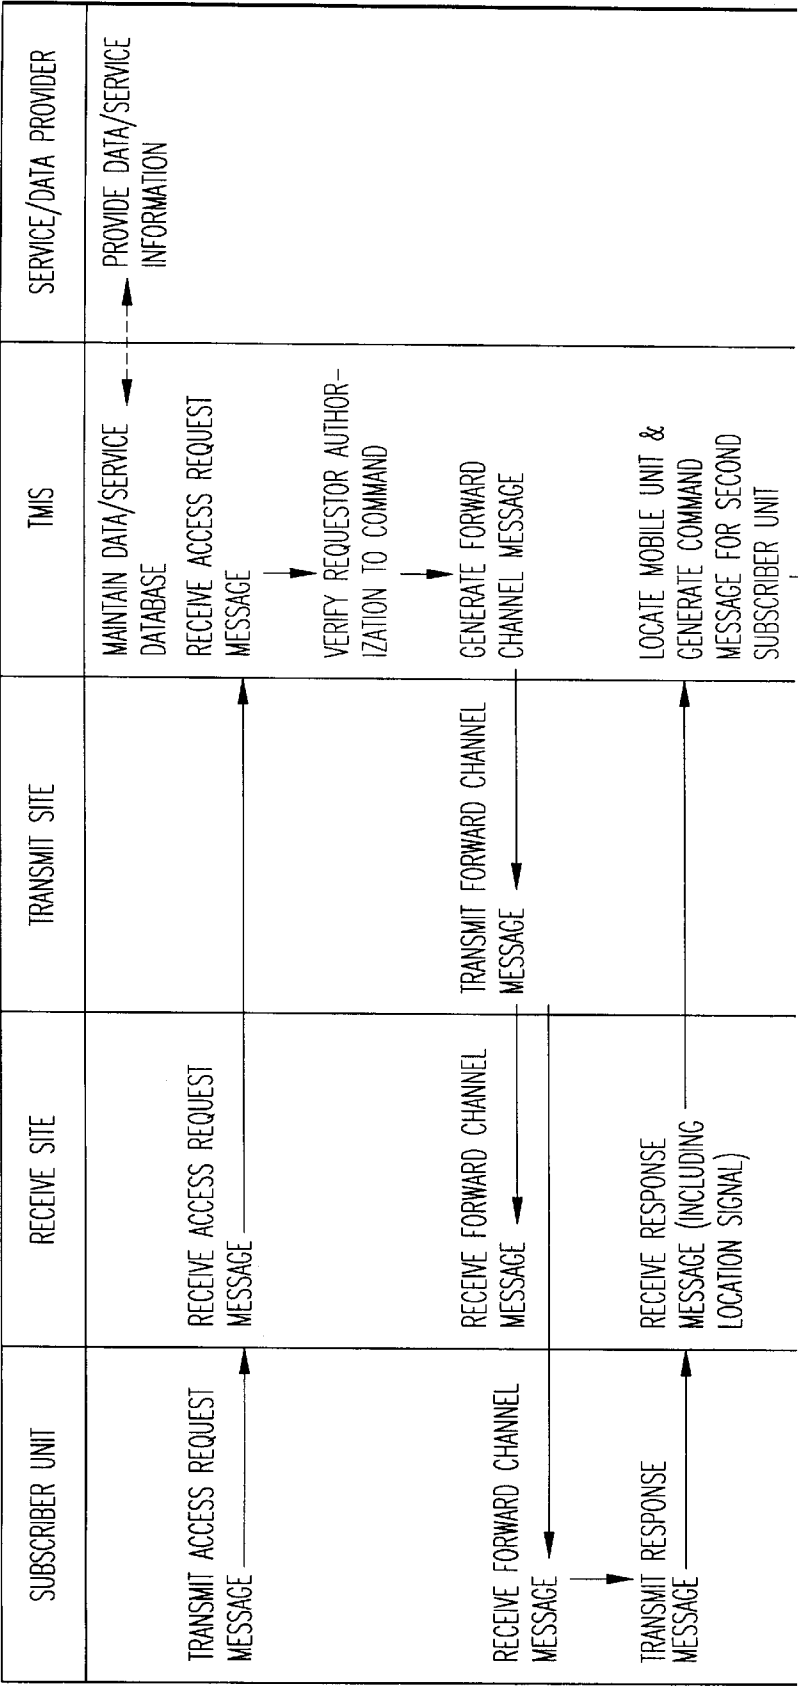 SUBSCRIBER UNIT
RECEIVE SITE
TRANSMIT SITE
TMIS
SERVICE/DATA PROVIDER
MAINTAIN DATA/SERVICE
DATABASE
PROVIDE DATA/SERVICE
INFORMATION
TRANSMIT ACCESS REQUEST
MESSAGE
RECEIVE ACCESS REQUEST
MESSAGE
RECEIVE ACCESS REQUEST
MESSAGE
VERIFY REQUESTOR AUTHOR-
IZATION TO COMMAND
GENERATE FORWARD
CHANNEL MESSAGE
TRANSMIT FORWARD CHANNEL
MESSAGE
RECEIVE FORWARD CHANNEL
MESSAGE
RECEIVE FORWARD CHANNEL
MESSAGE
TRANSMIT RESPONSE
MESSAGE
RECEIVE RESPONSE
MESSAGE (INCLUDING
LOCATION SIGNAL)
LOCATE MOBILE UNIT &
GENERATE COMMAND
MESSAGE FOR SECOND
SUBSCRIBER UNIT